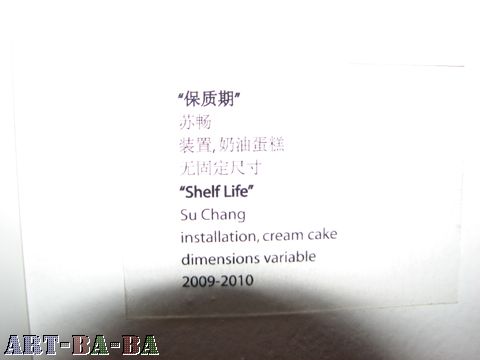 “保质期”
苏畅
装置,奶油蛋糕
无固定尺寸
“Shelf Life”
Su Chang
installation, cream cake
dimensions variable
2009-2010
ART-BA-BA